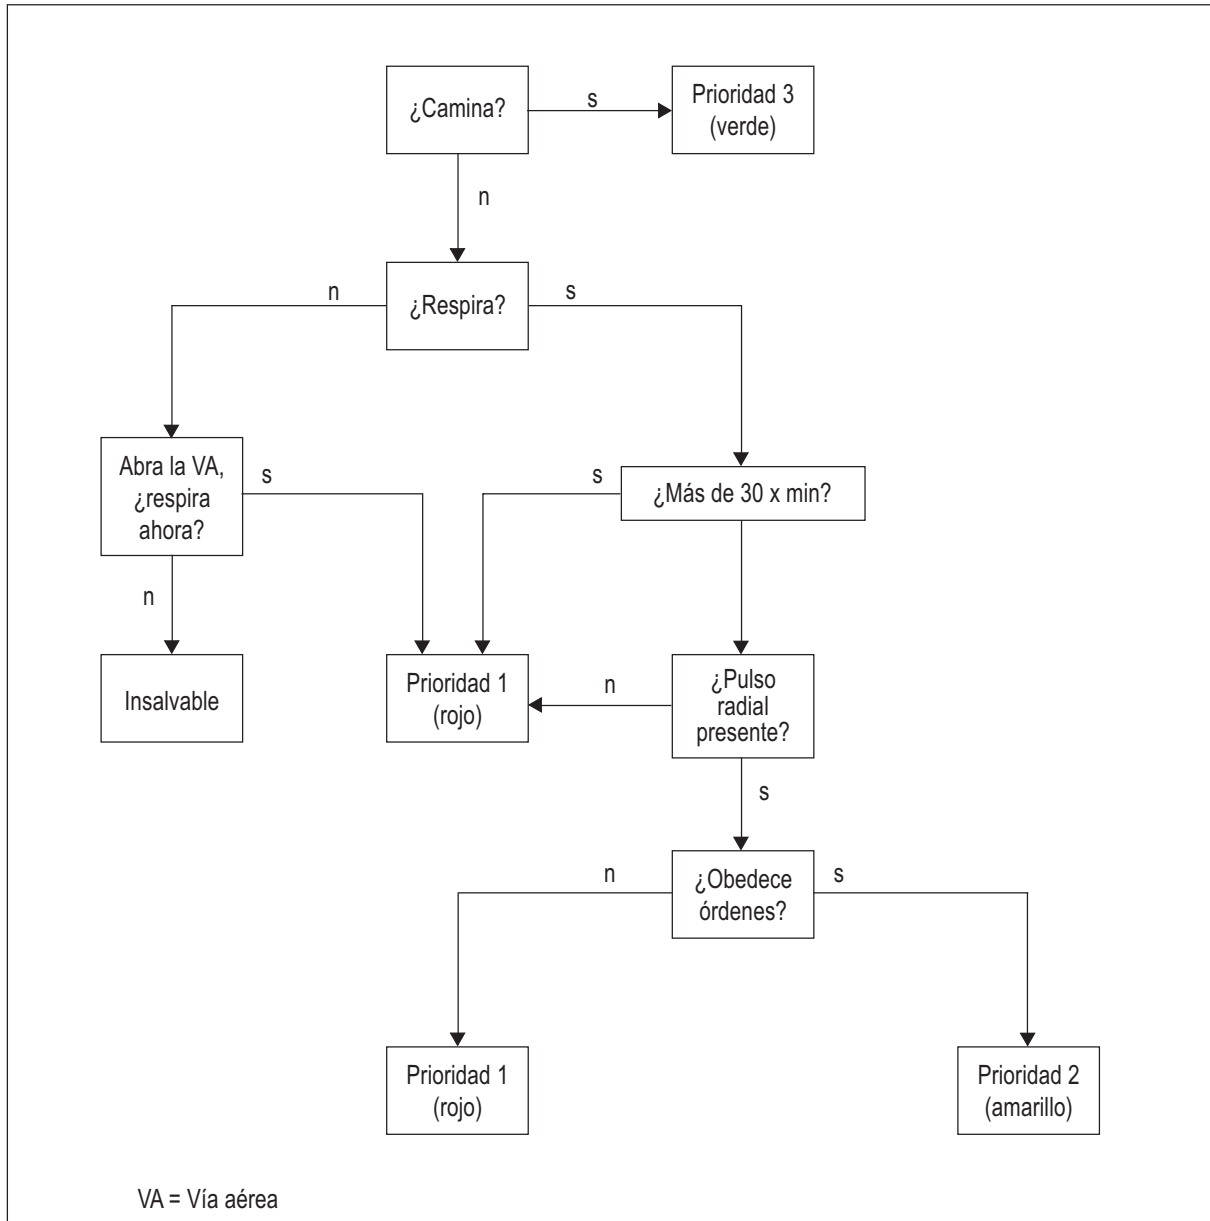 ¿Camina?
s
Prioridad 3
(verde)
n
n
¿Respira?
s
Abra la VA,
¿respira
ahora?
s
s
¿Más de 30 x min?
n
Insalvable
Prioridad 1
(rojo)
n
¿Pulso
radial
presente?
s
n
¿Obedece
órdenes?
s
Prioridad 1
(rojo)
Prioridad 2
(amarillo)
VA = Vía aérea